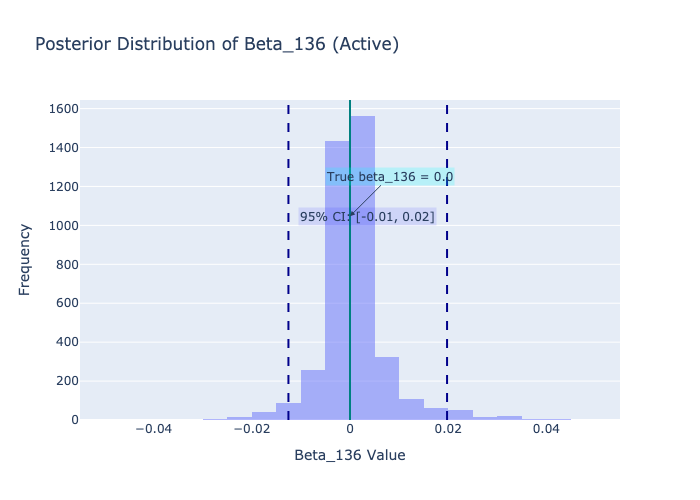 Posterior Distribution of Beta_136 (Active)
1600
1400
1200
1000
800
600
400
200
0
Frequency
True beta_136 = 0.0
95% CI: [-0.01, 0.02]
−0.04
−0.02
0
0.02
0.04
Beta_136 Value